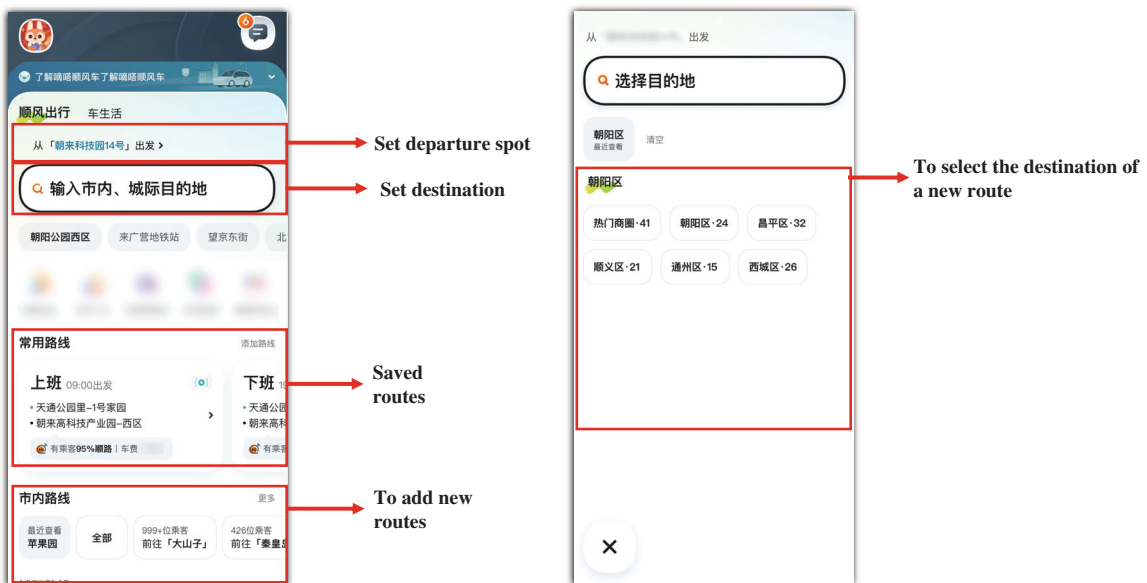 6
了解嘀嗒顺风车了解嘀嗒顺风车
顺风出行 车生活
从「朝来科技园14号」出发 >
输入市内、城际目的地
朝阳公园西区 来广营地铁站 望京东街 北
常用路线 添加路线
上班 09:00出发
• 天通公园里–1号家园
• 朝来高科技产业园–西区
有乘客95%顺路 | 车费
下班 19
• 天通公园
• 朝来高科
有乘客
市内路线 更多
最近查看
苹果园
全部
999+位乘客
前往「大山子」
426位乘客
前往「秦皇岛
Set departure spot
Set destination
Saved
routes
To add new
routes
从 出发
选择目的地
朝阳区
最近查看
清空
朝阳区
热门商圈·41 朝阳区·24 昌平区·32
顺义区·21 通州区·15 西城区·26
To select the destination of
a new route